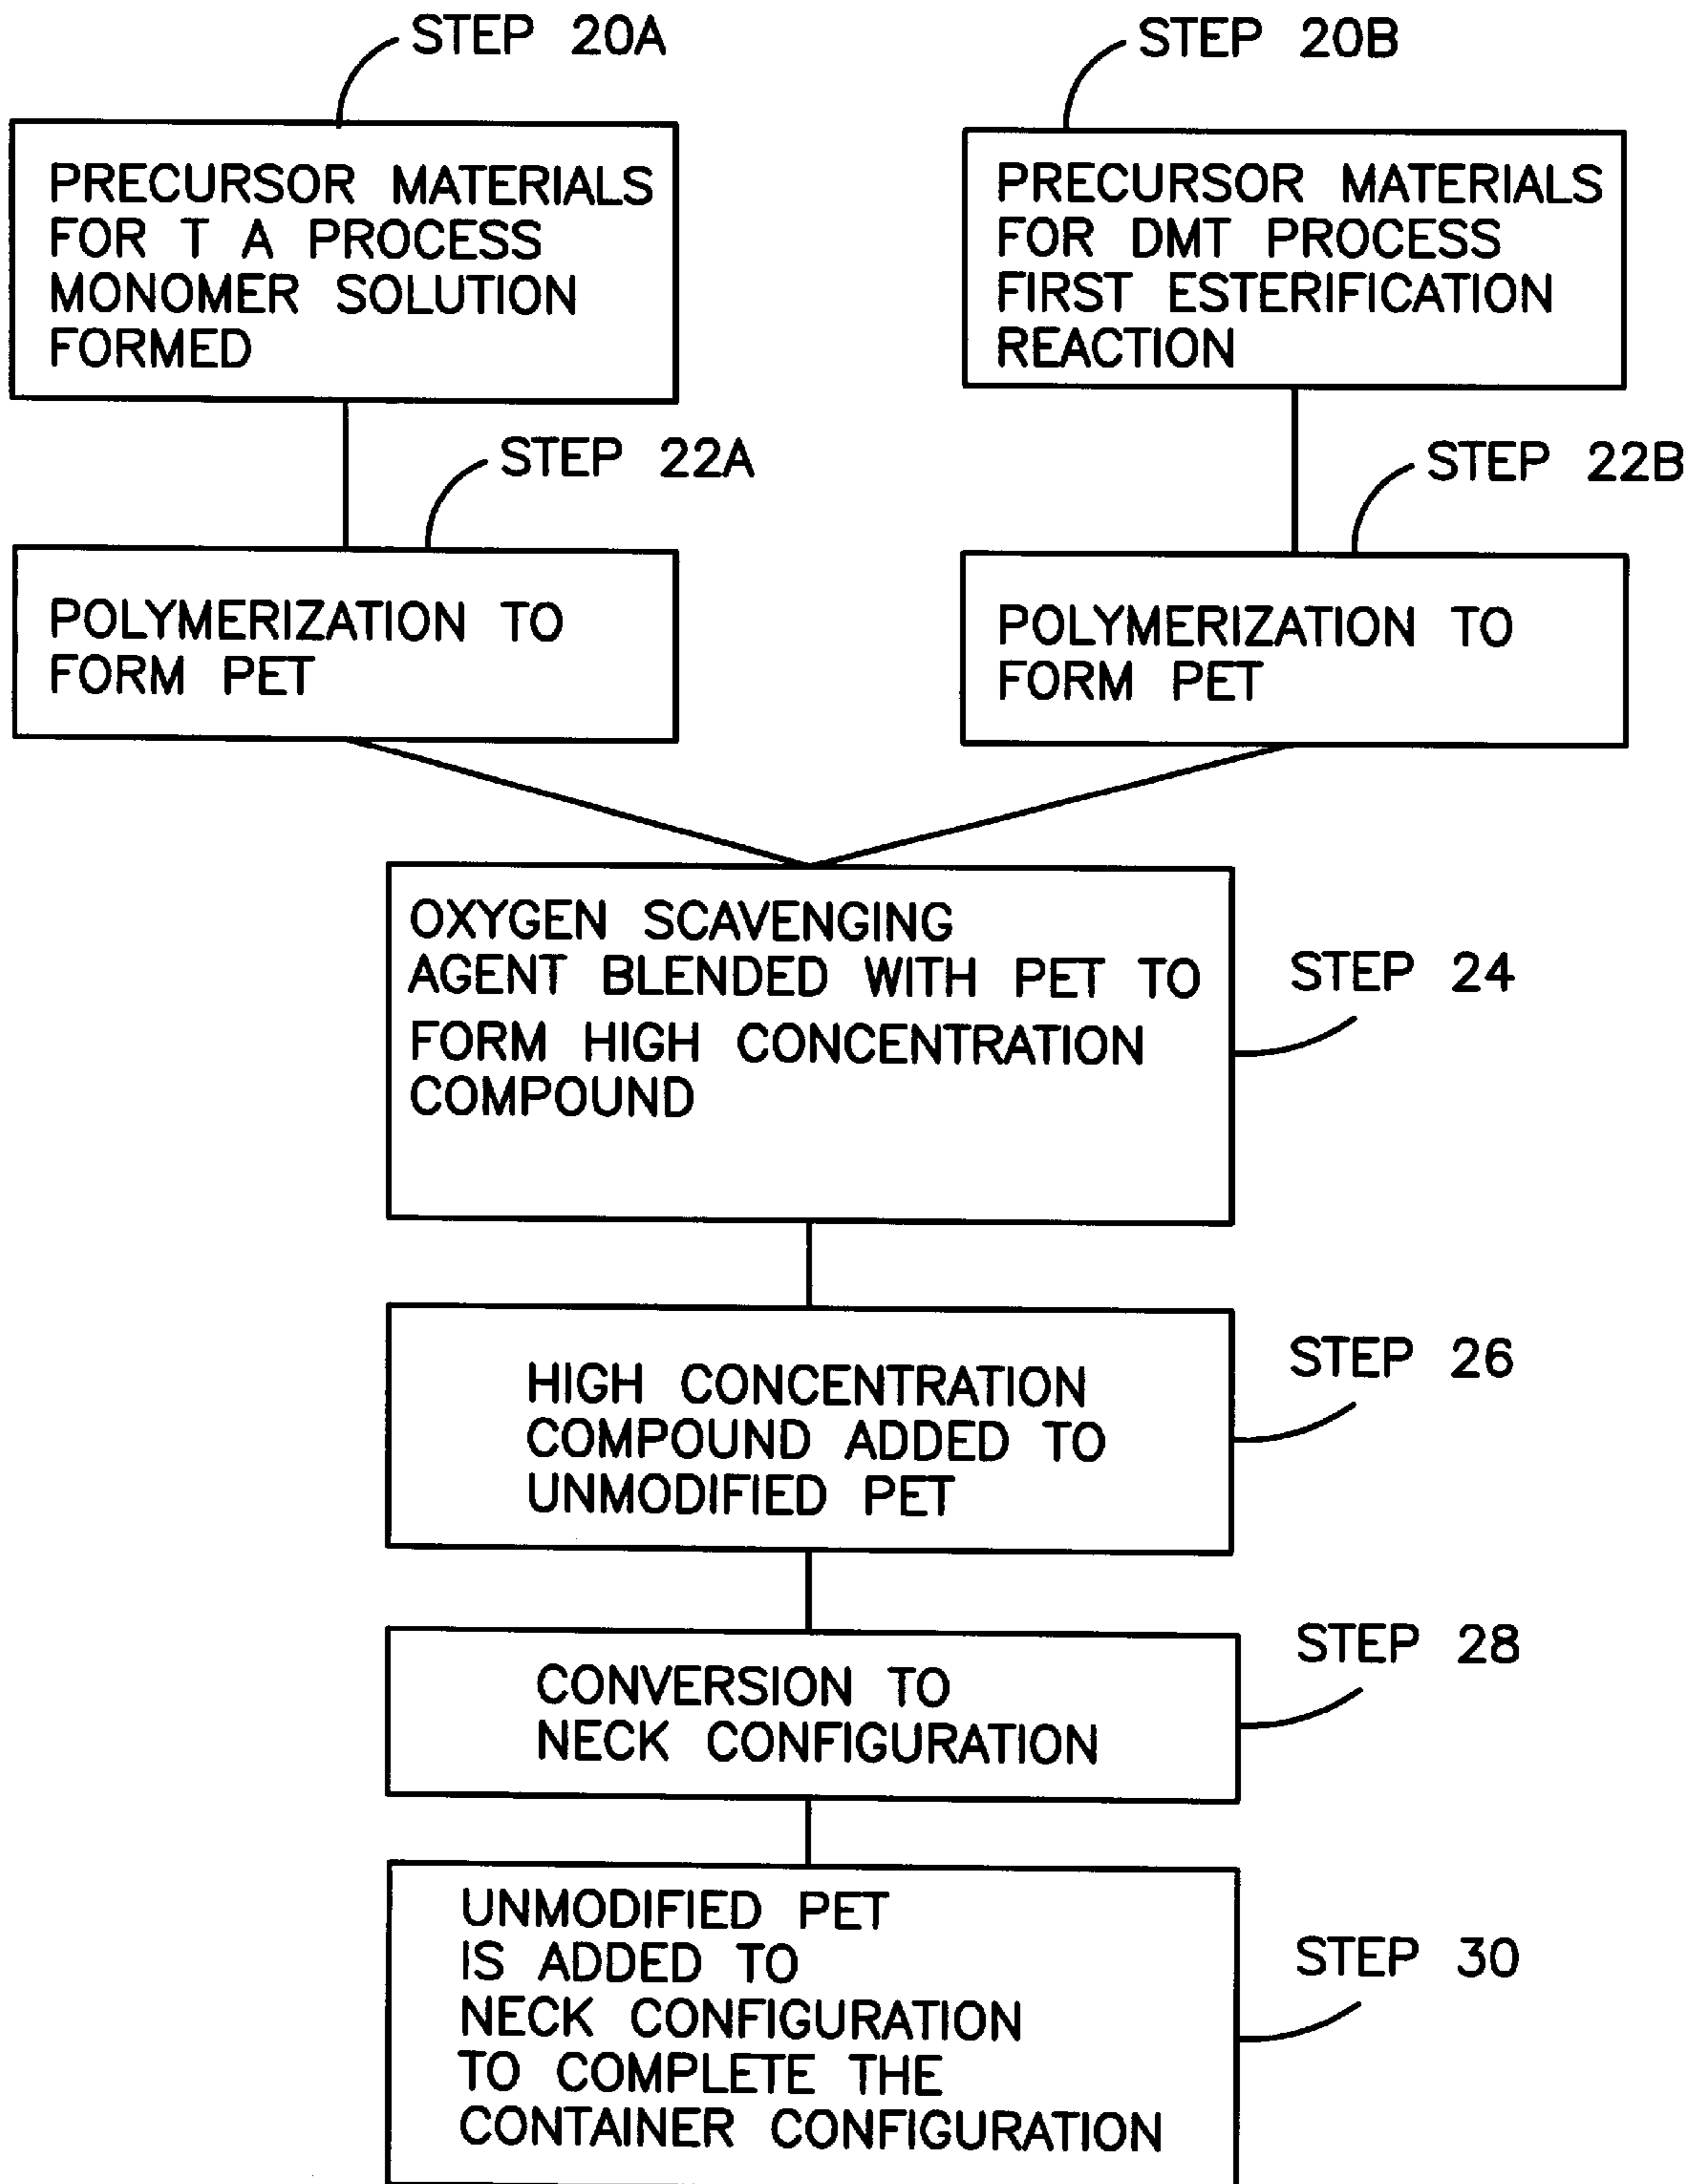 STEP 20A
PRECURSOR MATERIALS
FOR T A PROCESS
MONOMER SOLUTION
FORMED
STEP 20B
PRECURSOR MATERIALS
FOR DMT PROCESS
FIRST ESTERIFICATION
REACTION
STEP 22A
POLYMERIZATION TO
FORM PET
STEP 22B
POLYMERIZATION TO
FORM PET
OXYGEN SCAVENGING
AGENT BLENDED WITH PET TO
FORM HIGH CONCENTRATION
COMPOUND
STEP 24
HIGH CONCENTRATION
COMPOUND ADDED TO
UNMODIFIED PET
STEP 26
CONVERSION TO
NECK CONFIGURATION
STEP 28
UNMODIFIED PET
IS ADDED TO
NECK CONFIGURATION
TO COMPLETE THE
CONTAINER CONFIGURATION
STEP 30